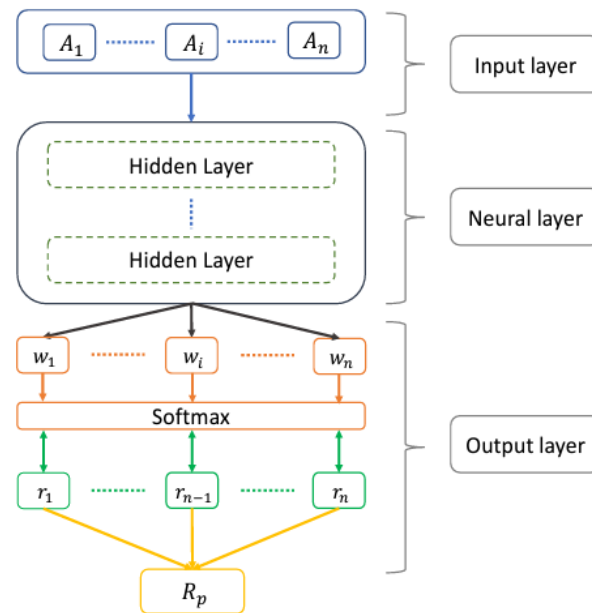 A₁ A_i A_n
Input layer
Hidden Layer
Neural layer
Hidden Layer
w₁ w_i w_n
Softmax
Output layer
r₁ r_{n−1} r_n
R_p